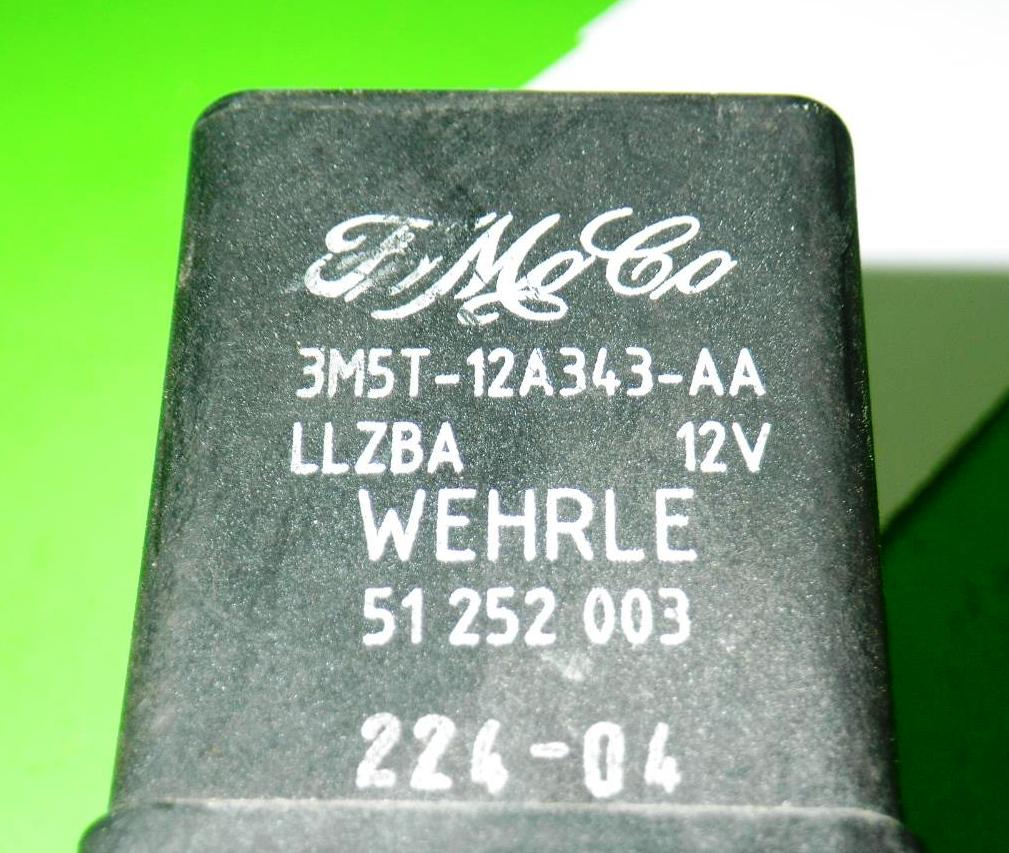 FoMoCo
3M5T-12A343-AA
LLZBA 12V
WEHRLE
51 252 003
224-04